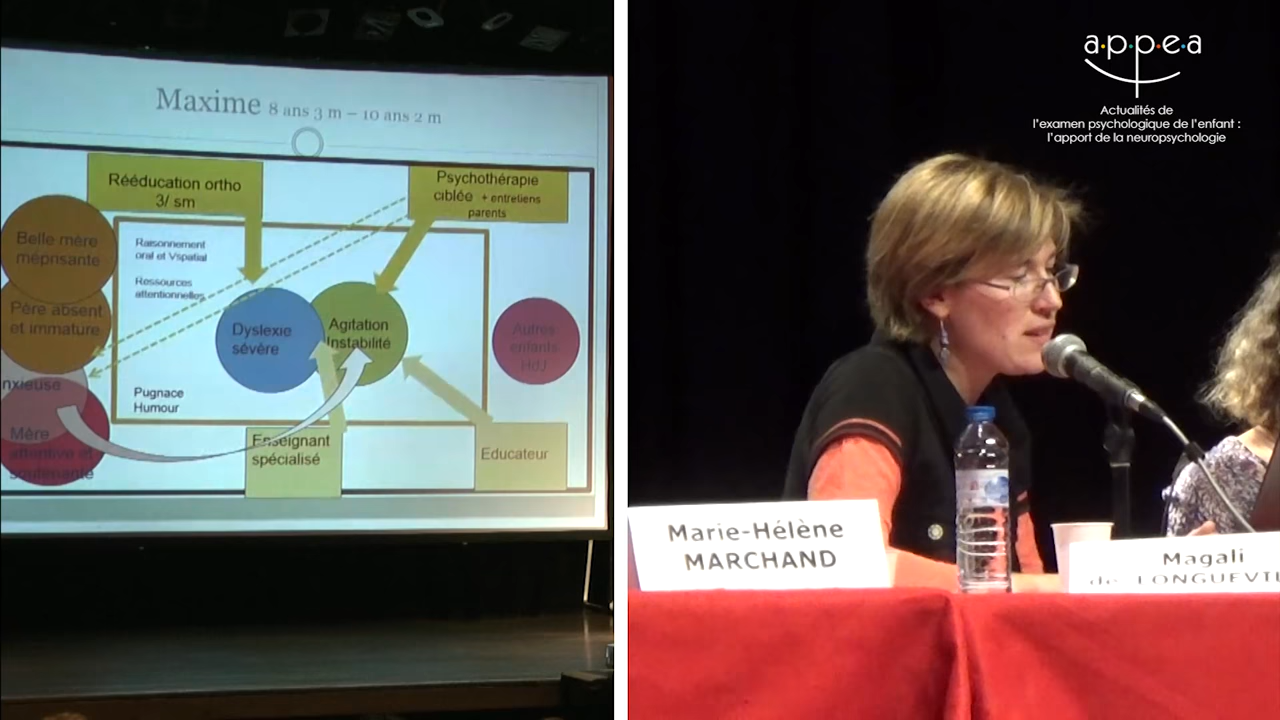 Maxime 8 ans 3 m – 10 ans 2 m
Rééducation ortho
3/ sm
Psychothérapie
ciblée + entretiens
parents
Belle mère
méprisante
Raisonnement
oral et Vspatial
Ressources
attentionnelles
Père absent
et immature
Dyslexie
sévère
Agitation
Instabilité
Autres
enfants
HdJ
nxieuse
Mère
attentive et
soutenante
Pugnace
Humour
Enseignant
spécialisé
Educateur
a·p·p·e·a
Actualités de
l'examen psychologique de l'enfant :
l'apport de la neuropsychologie
Marie-Hélène
MARCHAND
Magali
de